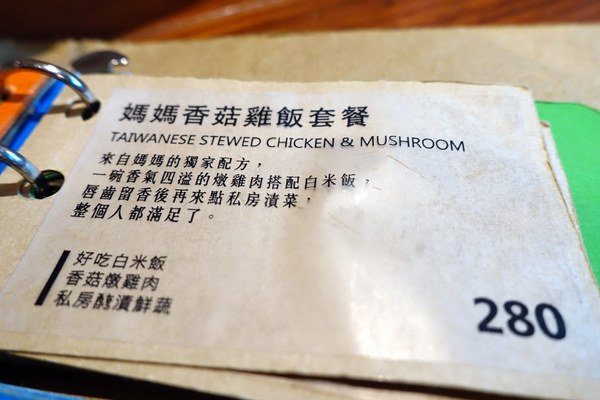 媽媽香菇雞飯套餐
TAIWANESE STEWED CHICKEN & MUSHROOM
來自媽媽的獨家配方，
一碗香氣四溢的燉雞肉搭配白米飯，
唇齒留香後再來點私房漬菜，
整個人都滿足了。
好吃白米飯
香菇燉雞肉
私房醃漬鮮蔬
280